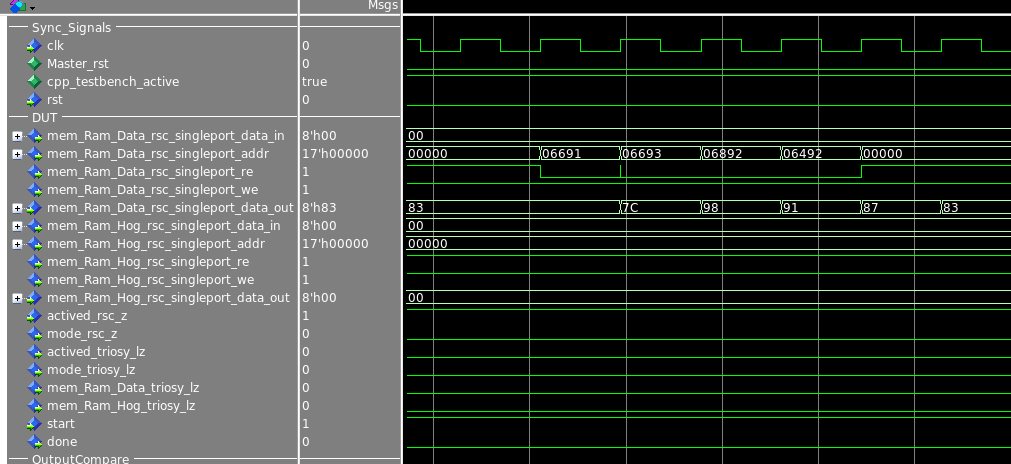 Msgs
Sync_Signals
clk 0
Master_rst 0
cpp_testbench_active true
rst 0
DUT
mem_Ram_Data_rsc_singleport_data_in 8'h00 00
mem_Ram_Data_rsc_singleport_addr 17'h00000 00000 06691 06693 06892 06492 00000
mem_Ram_Data_rsc_singleport_re 1
mem_Ram_Data_rsc_singleport_we 1
mem_Ram_Data_rsc_singleport_data_out 8'h83 83 7C 98 91 87 83
mem_Ram_Hog_rsc_singleport_data_in 8'h00 00
mem_Ram_Hog_rsc_singleport_addr 17'h00000 00000
mem_Ram_Hog_rsc_singleport_re 1
mem_Ram_Hog_rsc_singleport_we 1
mem_Ram_Hog_rsc_singleport_data_out 8'h00 00
actived_rsc_z 1
mode_rsc_z 0
actived_triosy_lz 0
mode_triosy_lz 0
mem_Ram_Data_triosy_lz 0
mem_Ram_Hog_triosy_lz 0
start 1
done 0
OutputCompare